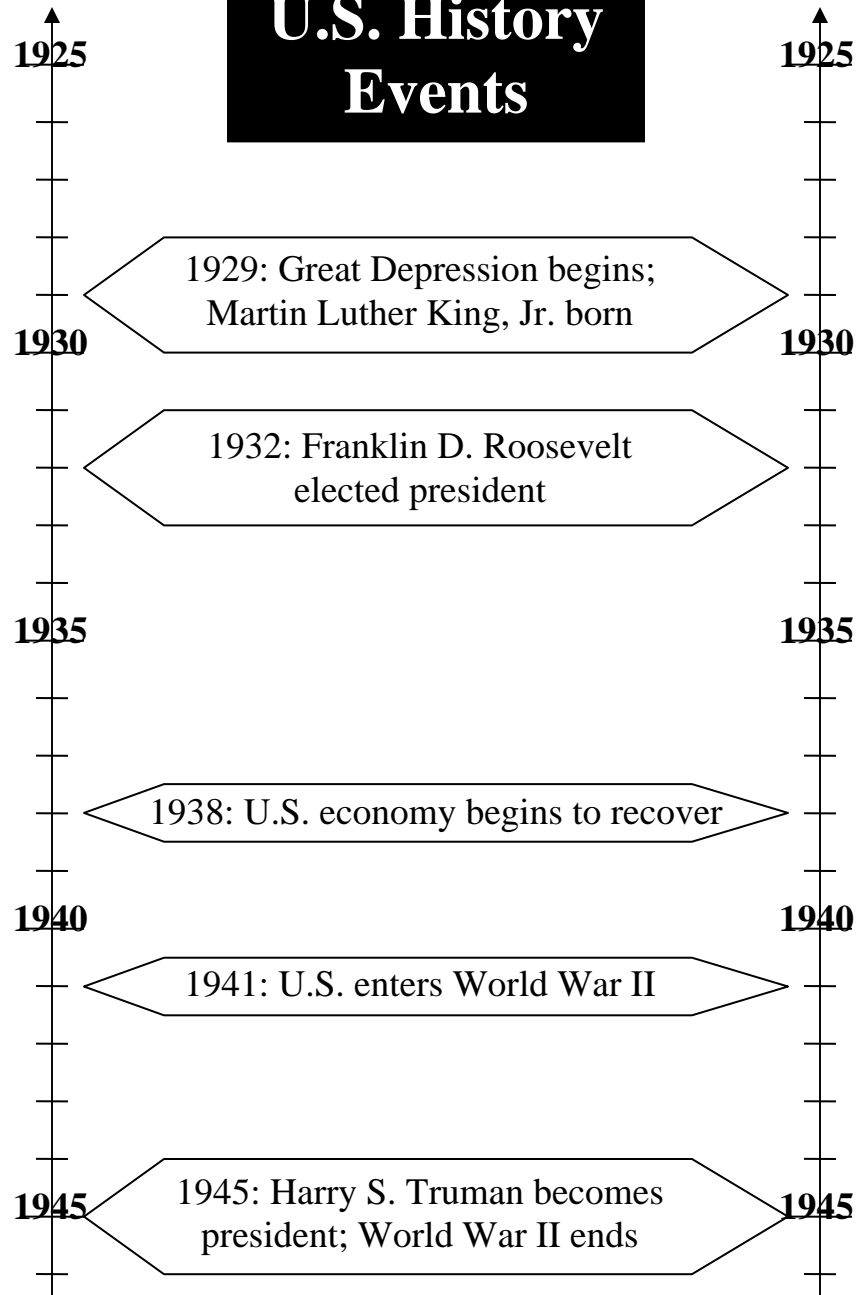 U.S. History
Events
1925 1925
1929: Great Depression begins;
Martin Luther King, Jr. born
1930 1930
1932: Franklin D. Roosevelt
elected president
1935 1935
1938: U.S. economy begins to recover
1940 1940
1941: U.S. enters World War II
1945 1945
1945: Harry S. Truman becomes
president; World War II ends